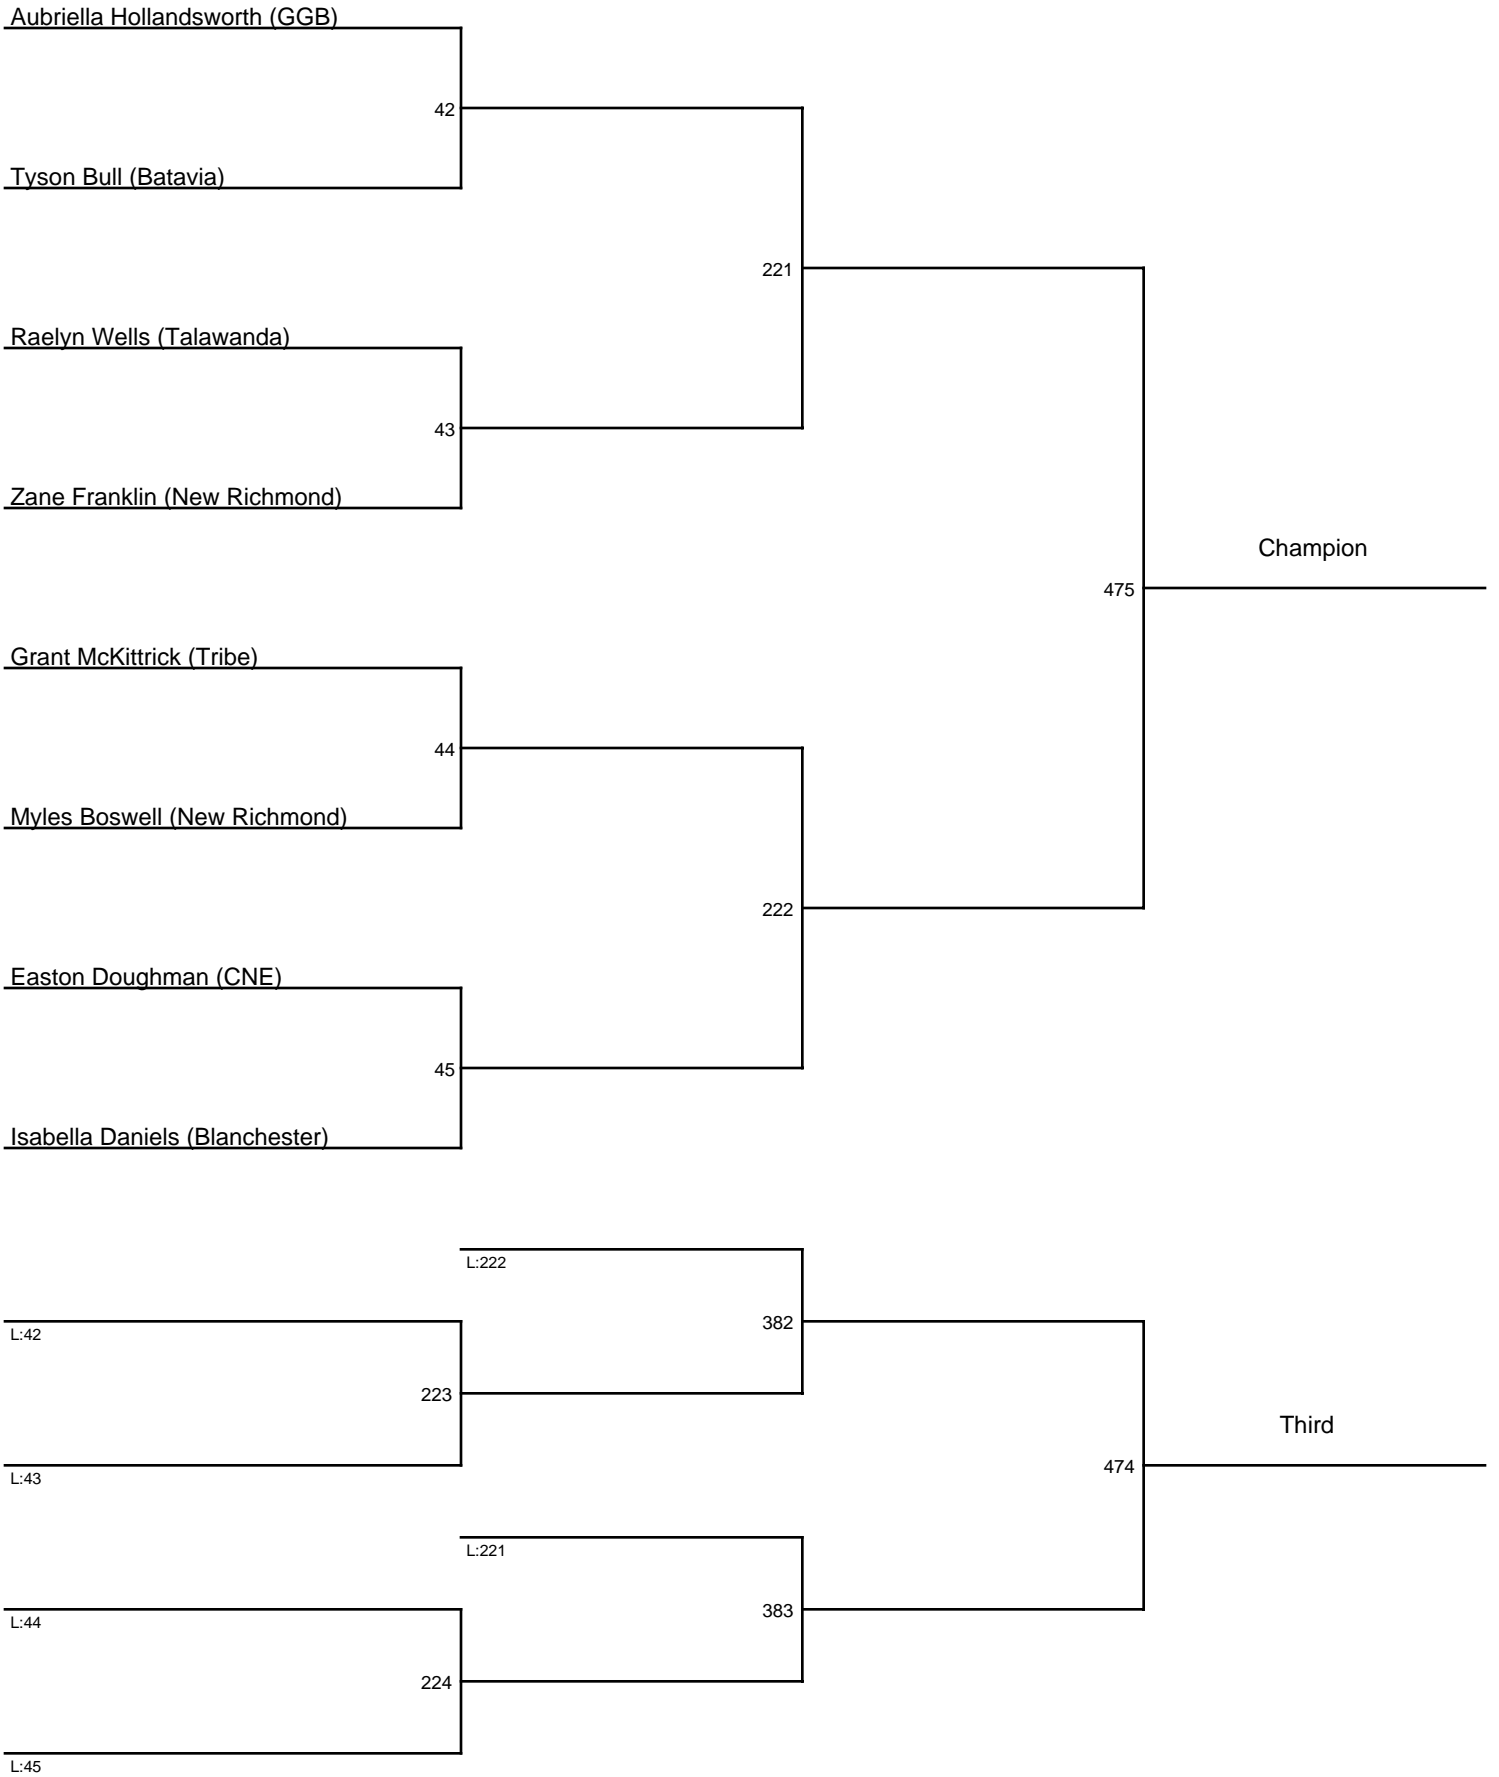 Aubriella Hollandsworth (GGB)
42
Tyson Bull (Batavia)
221
Raelyn Wells (Talawanda)
43
Zane Franklin (New Richmond)
Champion
475
Grant McKittrick (Tribe)
44
Myles Boswell (New Richmond)
222
Easton Doughman (CNE)
45
Isabella Daniels (Blanchester)
L:222
382
L:42
223
Third
474
L:43
L:221
383
L:44
224
L:45